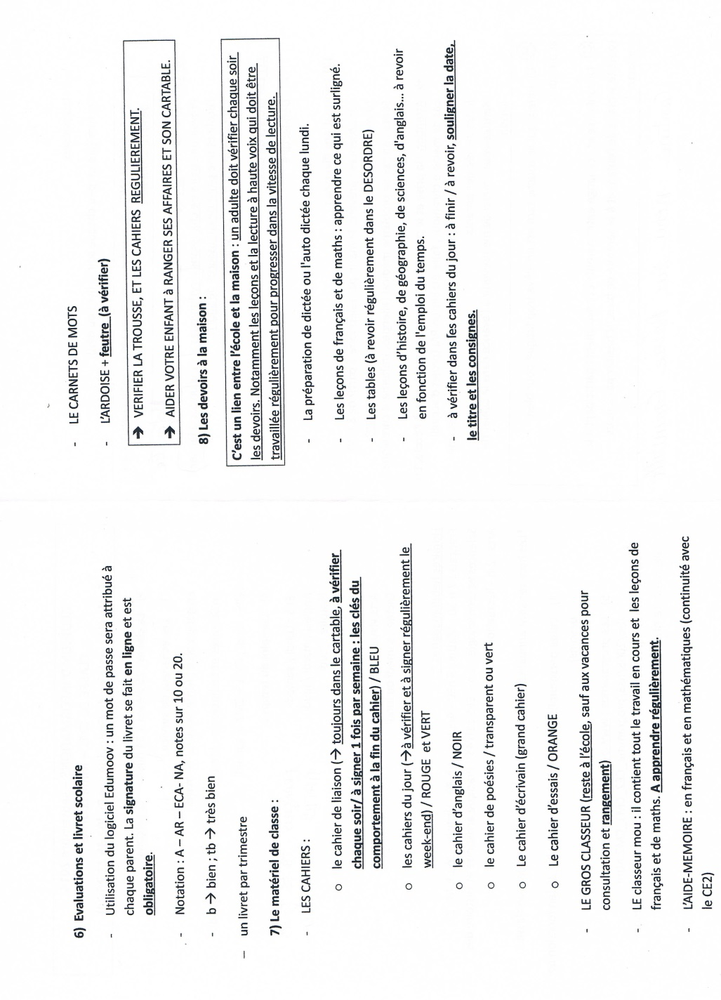 6) Evaluations et livret scolaire
- Utilisation du logiciel Edumoov : un mot de passe sera attribué à
chaque parent. La signature du livret se fait en ligne et est
obligatoire.
- Notation : A – AR – ECA- NA, notes sur 10 ou 20.
- b → bien ; tb → très bien
– un livret par trimestre
7) Le matériel de classe :
- LES CAHIERS :
o le cahier de liaison (→ toujours dans le cartable, à vérifier
chaque soir/ à signer 1 fois par semaine : les clés du
comportement à la fin du cahier) / BLEU
o les cahiers du jour (→à vérifier et à signer régulièrement le
week-end) / ROUGE et VERT
o le cahier d'anglais / NOIR
o le cahier de poésies / transparent ou vert
o Le cahier d'écrivain (grand cahier)
o Le cahier d'essais / ORANGE
- LE GROS CLASSEUR (reste à l'école, sauf aux vacances pour
consultation et rangement)
- LE classeur mou : il contient tout le travail en cours et les leçons de
français et de maths. A apprendre régulièrement.
- L'AIDE-MEMOIRE : en français et en mathématiques (continuité avec
le CE2)
- LE CARNETS DE MOTS
- L'ARDOISE + feutre (à vérifier)
→ VERIFIER LA TROUSSE, ET LES CAHIERS REGULIEREMENT.
→ AIDER VOTRE ENFANT à RANGER SES AFFAIRES ET SON CARTABLE.
8) Les devoirs à la maison :
C'est un lien entre l'école et la maison : un adulte doit vérifier chaque soir
les devoirs. Notamment les leçons et la lecture à haute voix qui doit être
travaillée régulièrement pour progresser dans la vitesse de lecture.
- La préparation de dictée ou l'auto dictée chaque lundi.
- Les leçons de français et de maths : apprendre ce qui est surligné.
- Les tables (à revoir régulièrement dans le DESORDRE)
- Les leçons d'histoire, de géographie, de sciences, d'anglais... à revoir
en fonction de l'emploi du temps.
- à vérifier dans les cahiers du jour : à finir / à revoir, souligner la date,
le titre et les consignes.